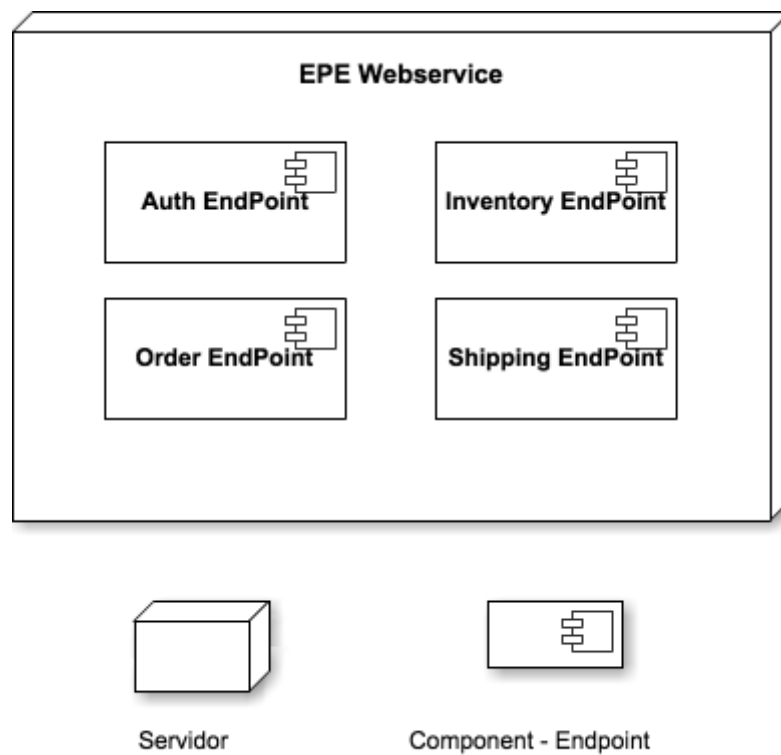 EPE Webservice
Auth EndPoint
Inventory EndPoint
Order EndPoint
Shipping EndPoint
Servidor
Component - Endpoint